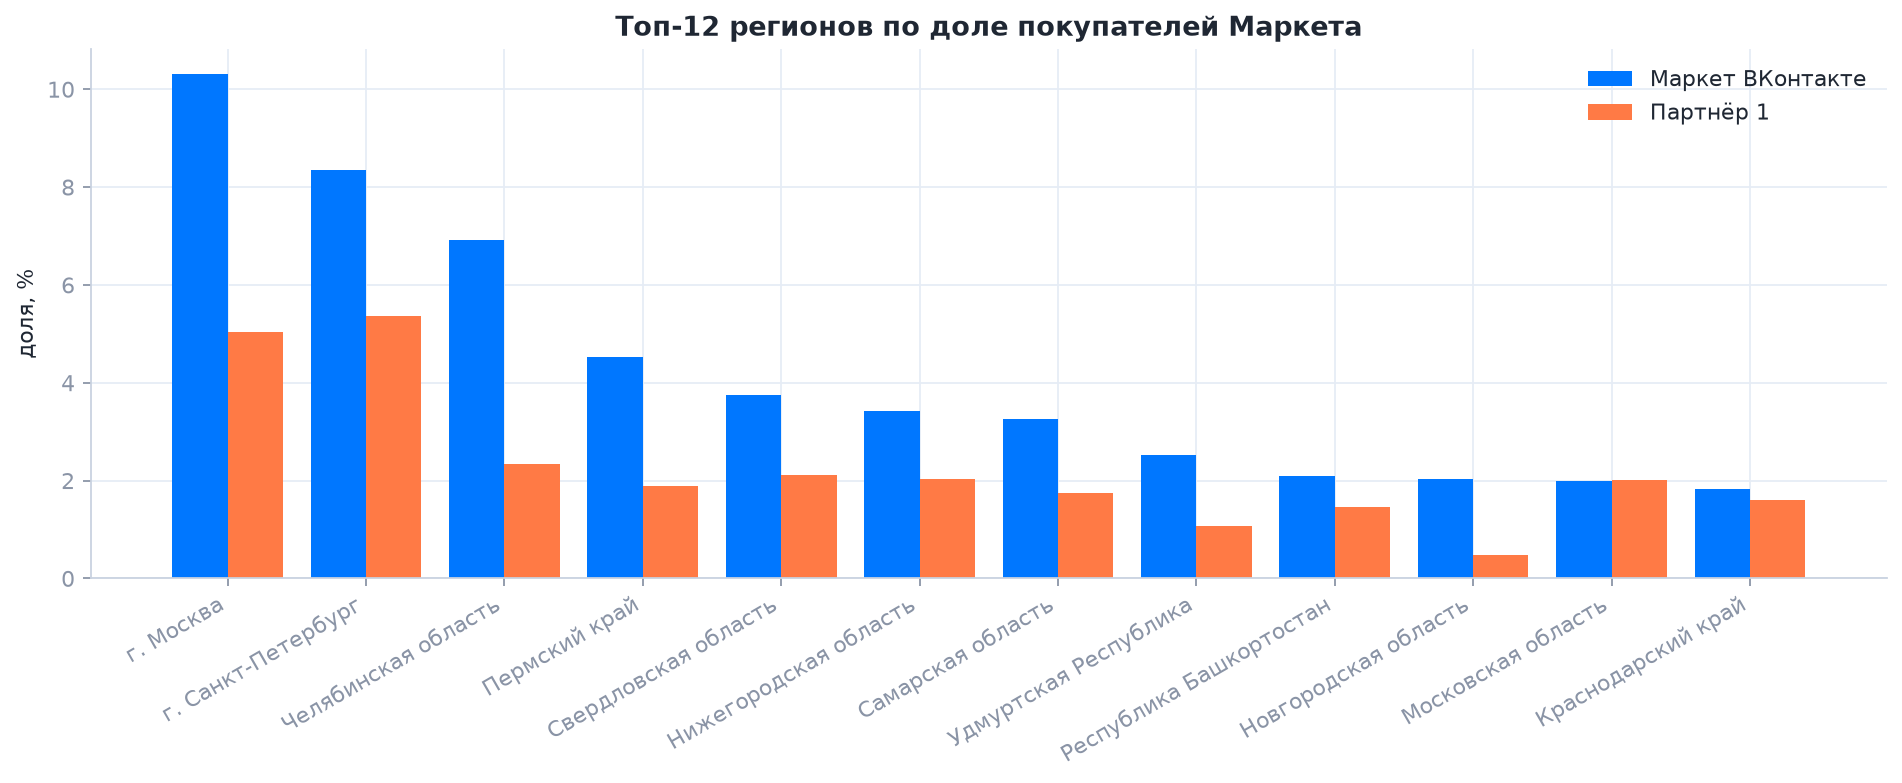 Топ-12 регионов по доле покупателей Маркета
Маркет ВКонтакте
Партнёр 1
доля, %
10
8
6
4
2
0
г. Москва
г. Санкт-Петербург
Челябинская область
Пермский край
Свердловская область
Нижегородская область
Самарская область
Удмуртская Республика
Республика Башкортостан
Новгородская область
Московская область
Краснодарский край